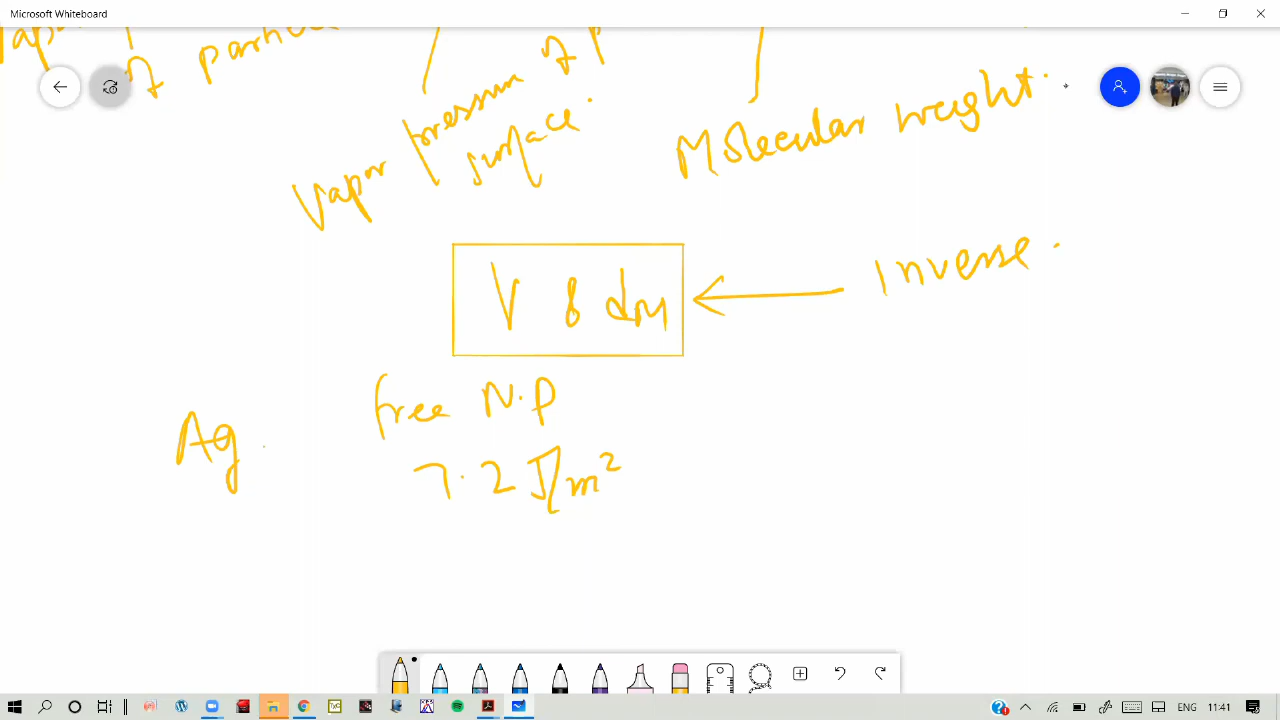 Microsoft Whiteboard
of particle
Vapor pressure of p
surface.
Molecular weight.
γ & dm
Inverse.
free N.P
Ag
7.2 J/m²
ENG
11:41